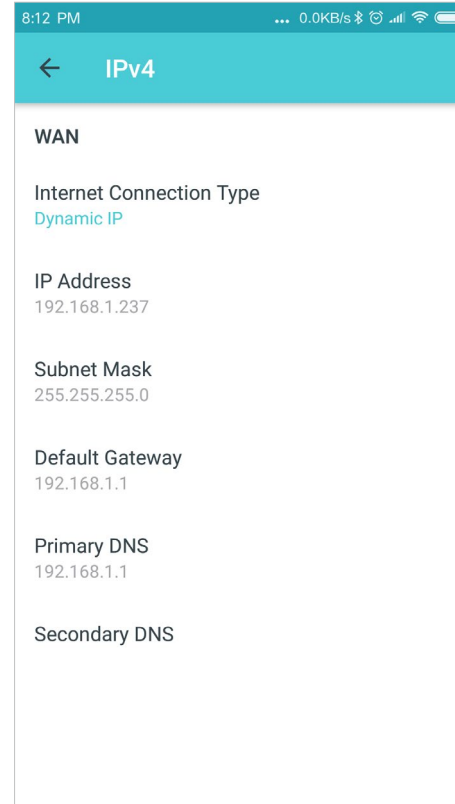 8:12 PM ... 0.0KB/s
IPv4
WAN
Internet Connection Type
Dynamic IP
IP Address
192.168.1.237
Subnet Mask
255.255.255.0
Default Gateway
192.168.1.1
Primary DNS
192.168.1.1
Secondary DNS